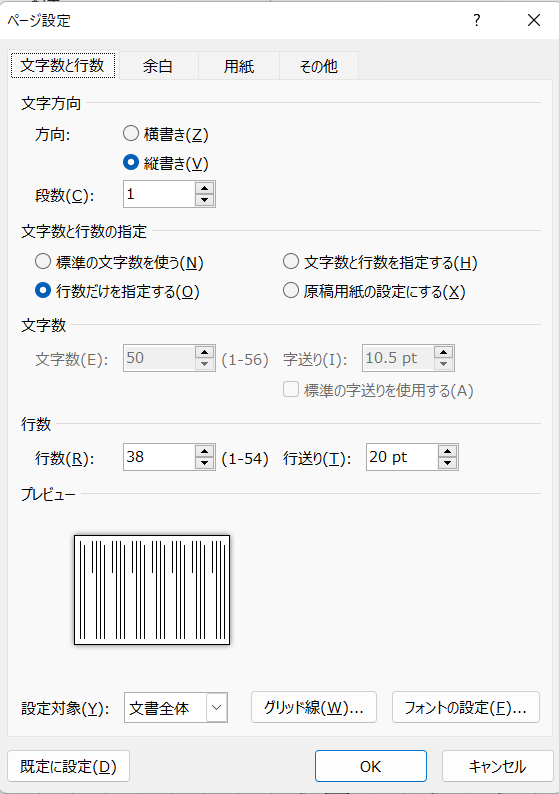 ページ設定 ?
文字数と行数 余白 用紙 その他
文字方向
方向: 横書き(Z)
縦書き(V)
段数(C): 1
文字数と行数の指定
標準の文字数を使う(N) 文字数と行数を指定する(H)
行数だけを指定する(O) 原稿用紙の設定にする(X)
文字数
文字数(E): 50 (1-56) 字送り(I): 10.5 pt
標準の字送りを使用する(A)
行数
行数(R): 38 (1-54) 行送り(T): 20 pt
プレビュー
設定対象(Y): 文書全体 グリッド線(W)... フォントの設定(F)...
既定に設定(D) OK キャンセル